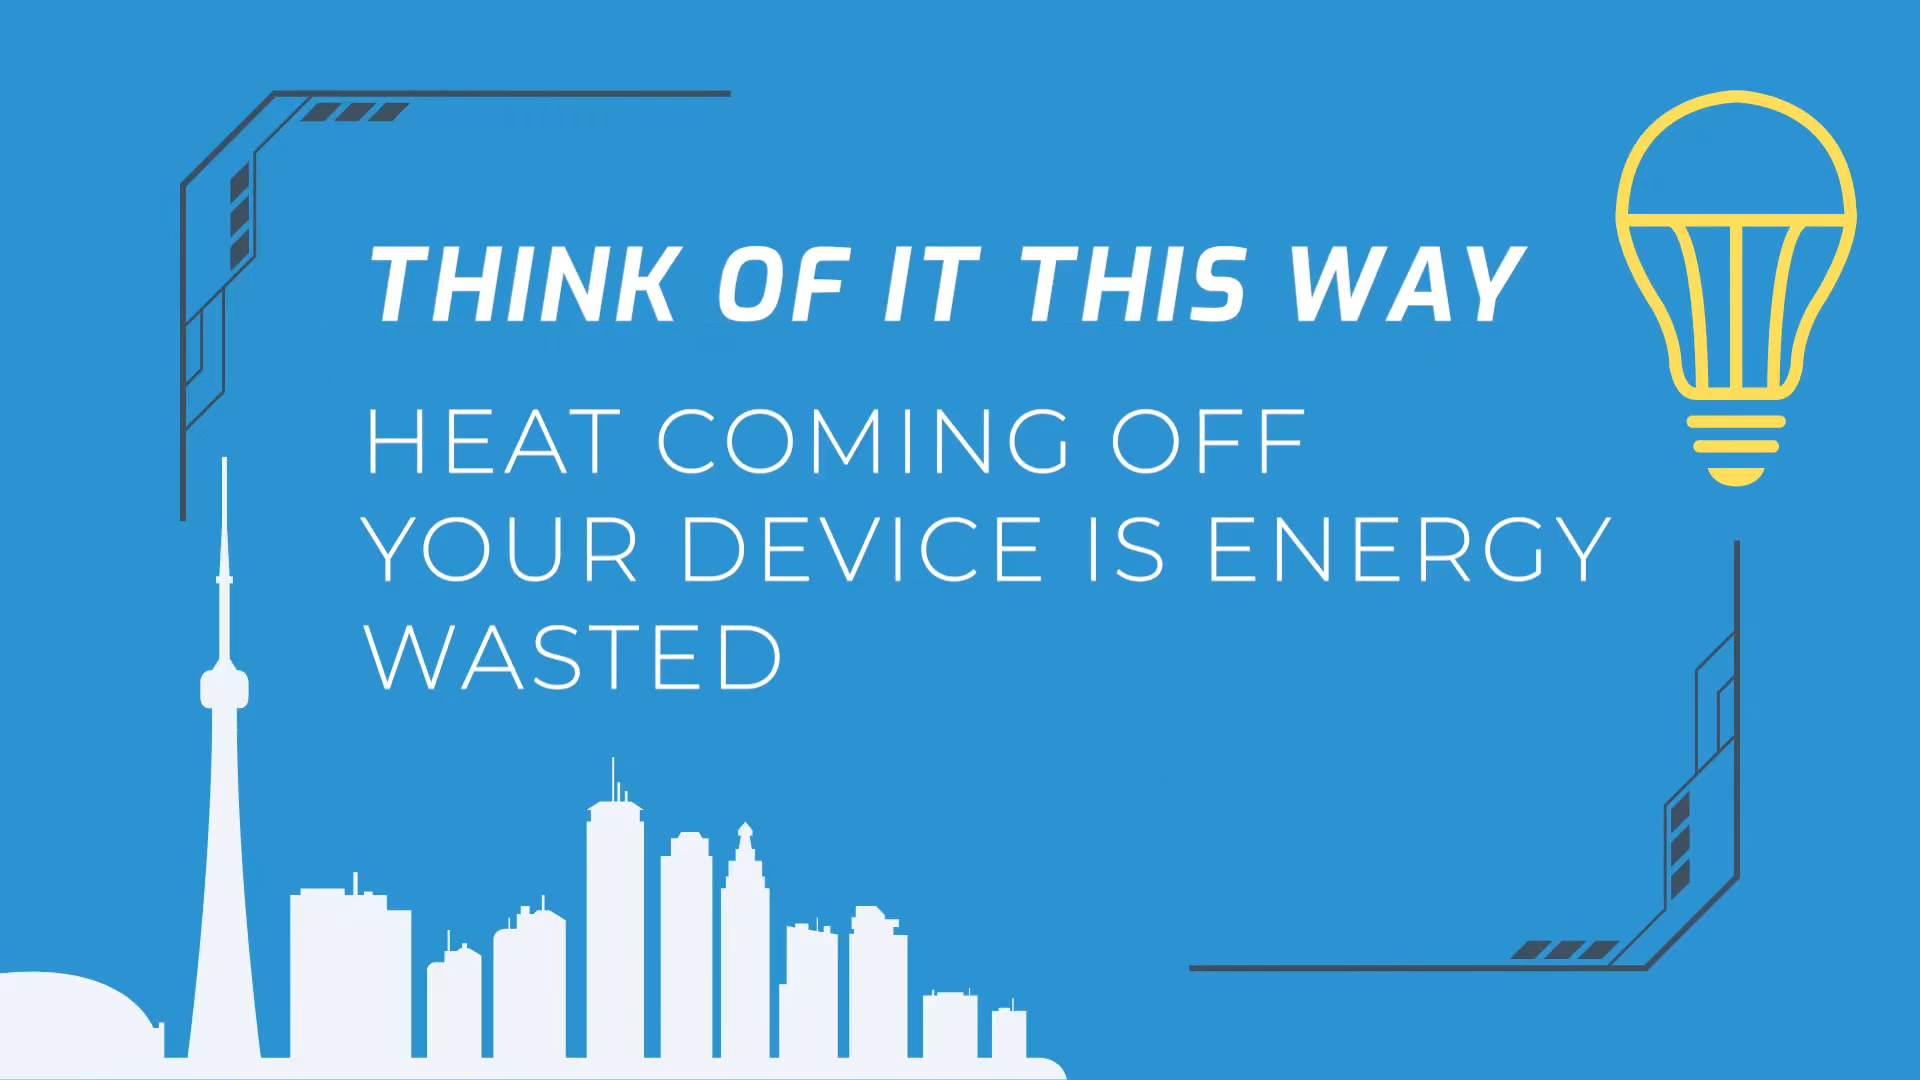 THINK OF IT THIS WAY
HEAT COMING OFF
YOUR DEVICE IS ENERGY
WASTED